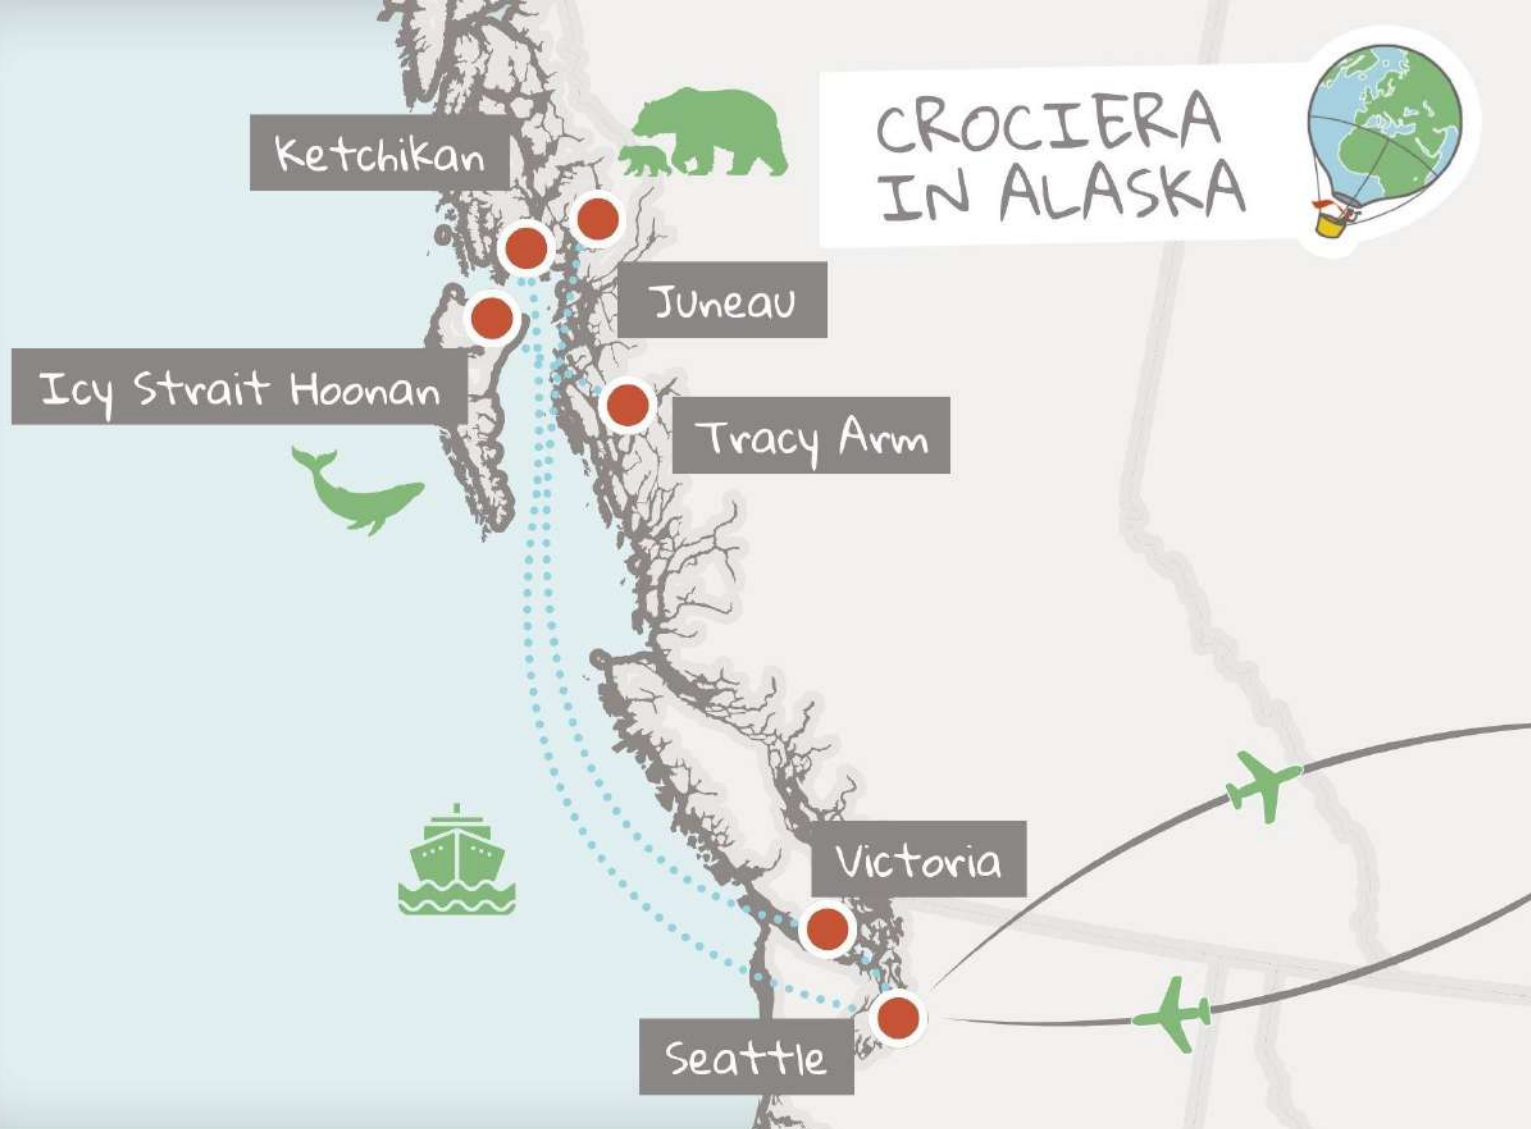 CROCIERA
IN ALASKA
Ketchikan
Juneau
Icy Strait Hoonan
Tracy Arm
Victoria
Seattle